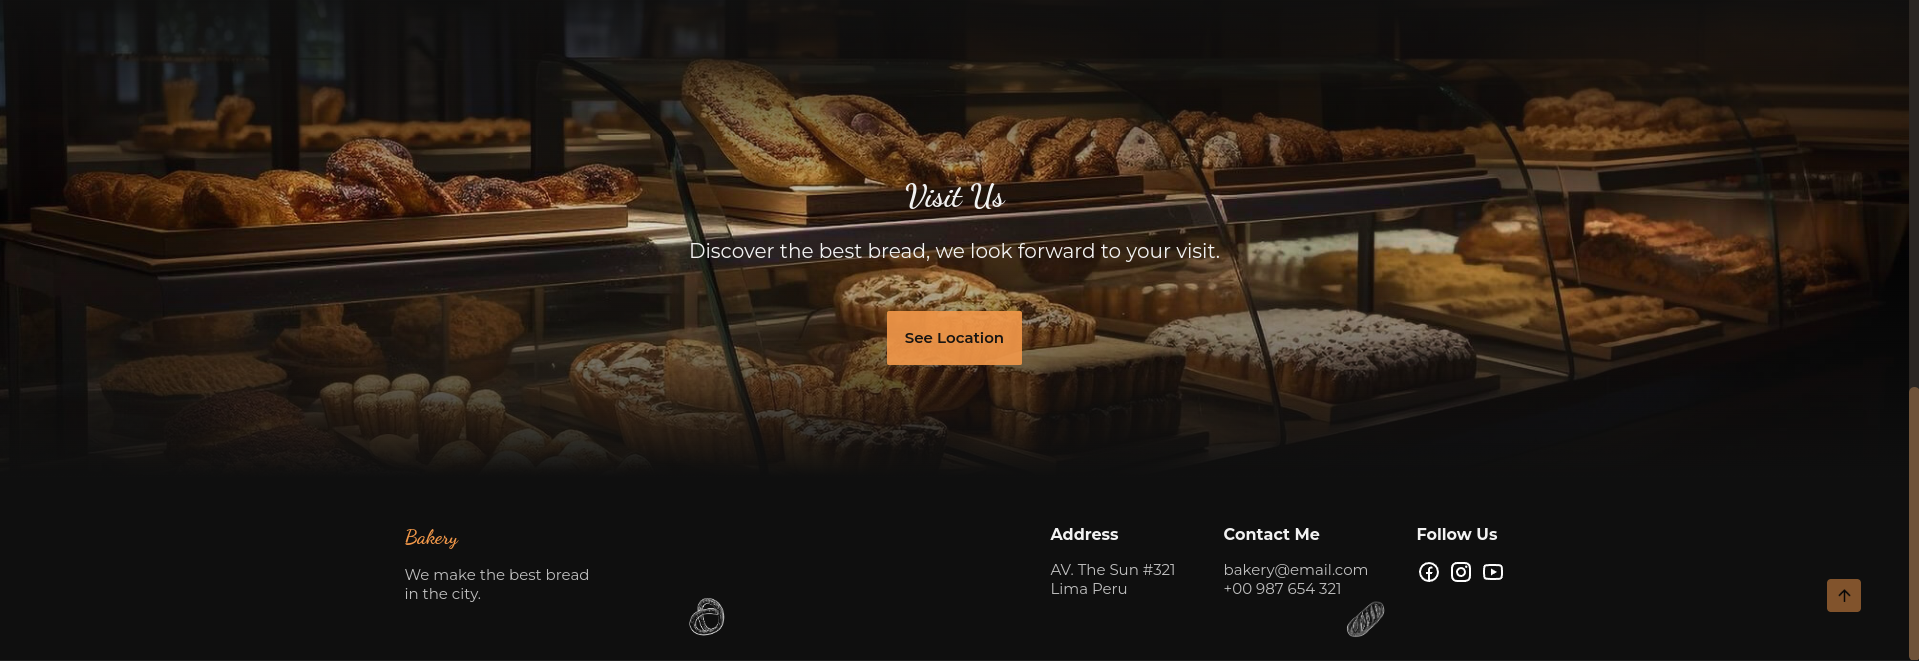 Visit Us
Discover the best bread, we look forward to your visit.
See Location
Bakery
We make the best bread
in the city.
Address
AV. The Sun #321
Lima Peru
Contact Me
bakery@email.com
+00 987 654 321
Follow Us